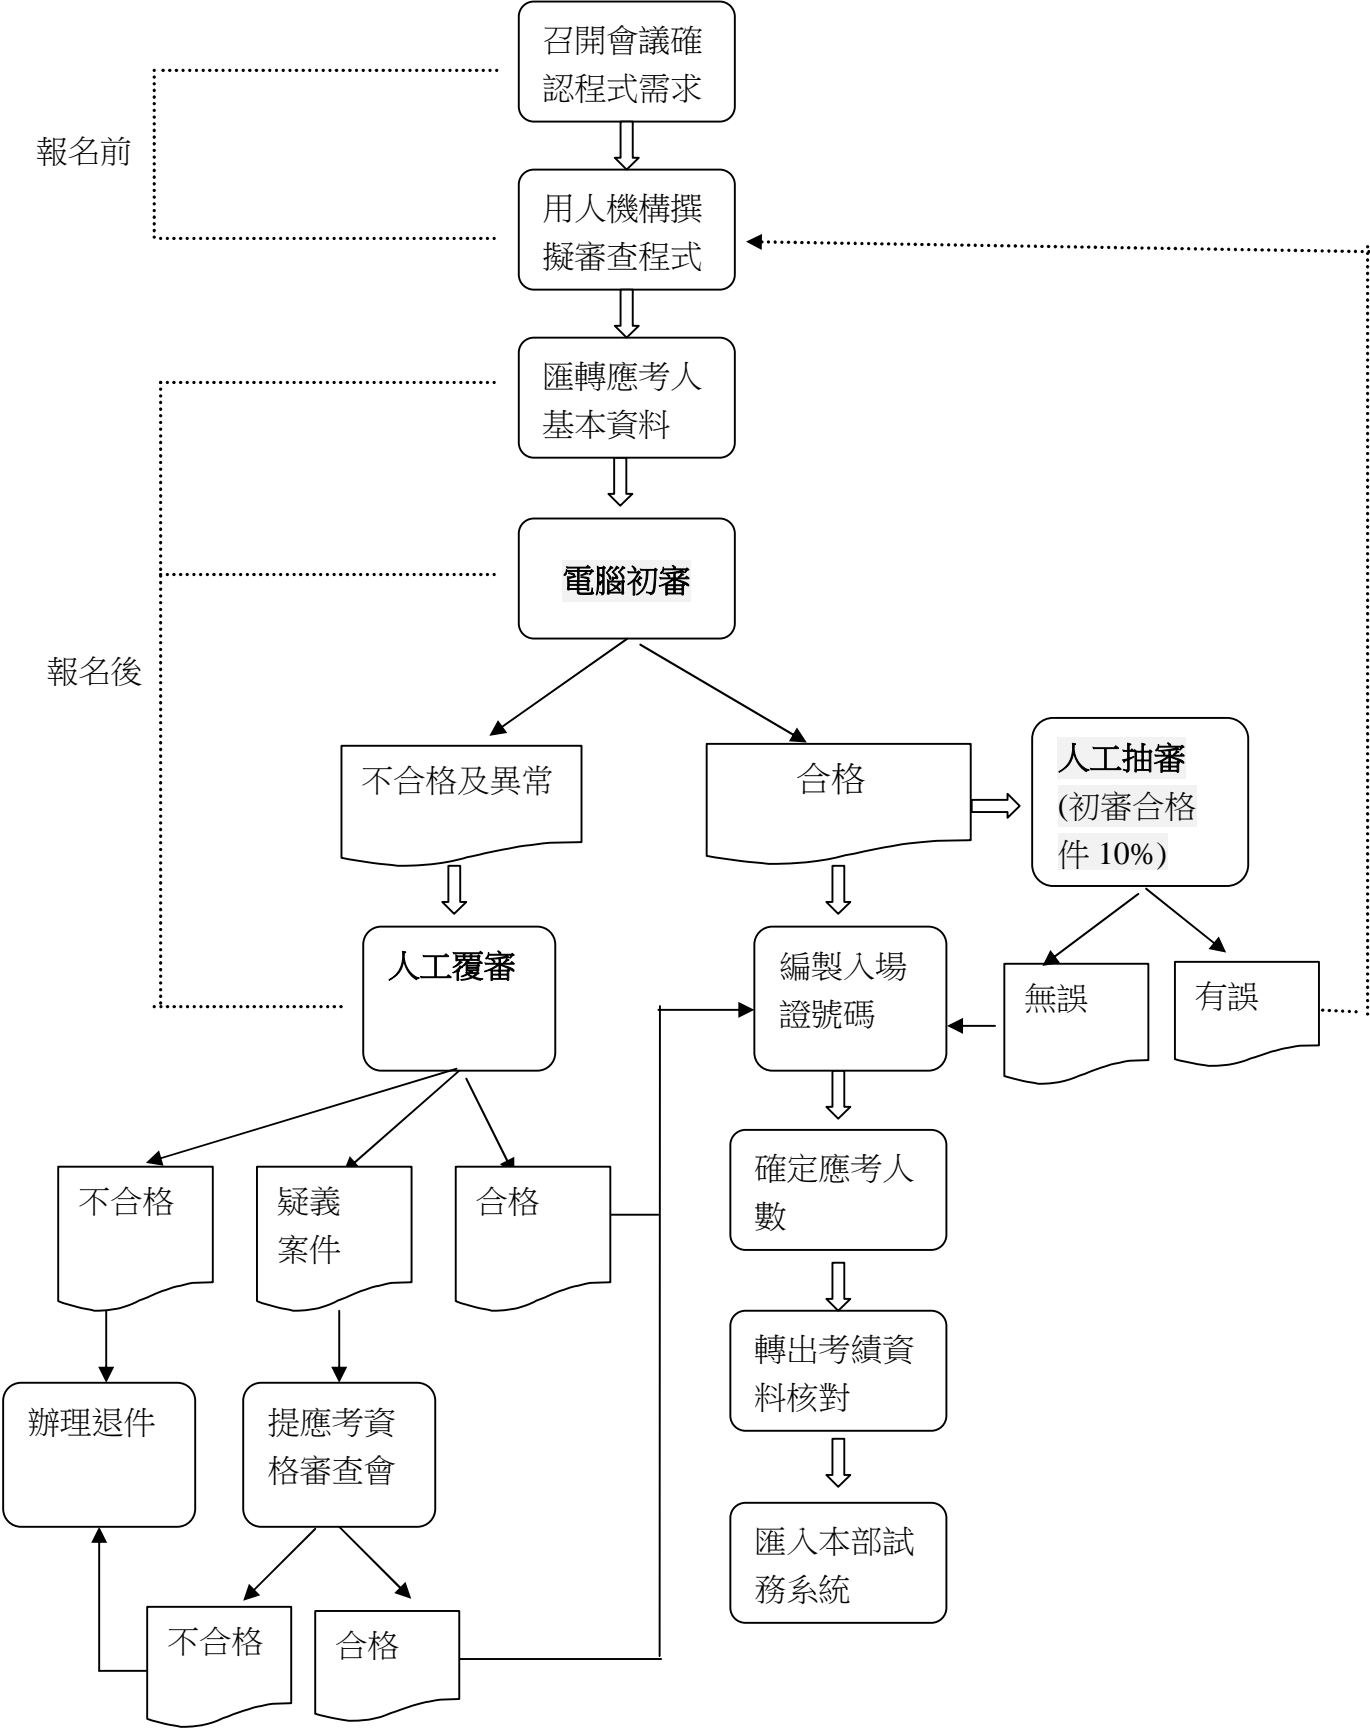 召開會議確
認程式需求
報名前
用人機構撰
擬審查程式
匯轉應考人
基本資料
電腦初審
報名後
不合格及異常
合格
人工抽審
(初審合格
件 10%)
人工覆審
編製入場
證號碼
無誤
有誤
不合格
疑義
案件
合格
確定應考人
數
轉出考績資
料核對
辦理退件
提應考資
格審查會
匯入本部試
務系統
不合格
合格